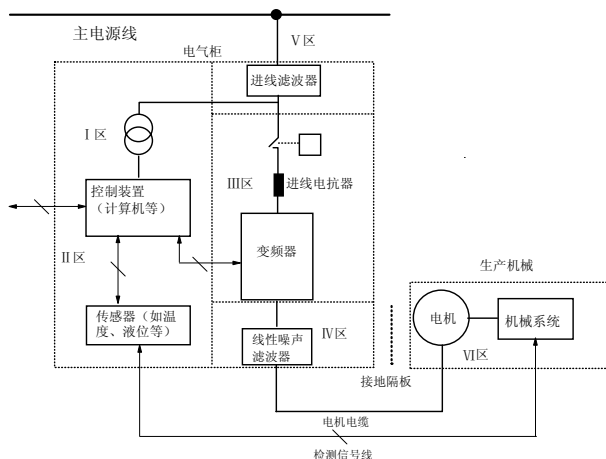 主电源线
V区
电气柜
进线滤波器
I区
控制装置
（计算机等）
III区
进线电抗器
II区
变频器
生产机械
传感器（如温
度、液位等）
线性噪声
滤波器
IV区
电机
机械系统
VI区
接地隔板
电机电缆
检测信号线